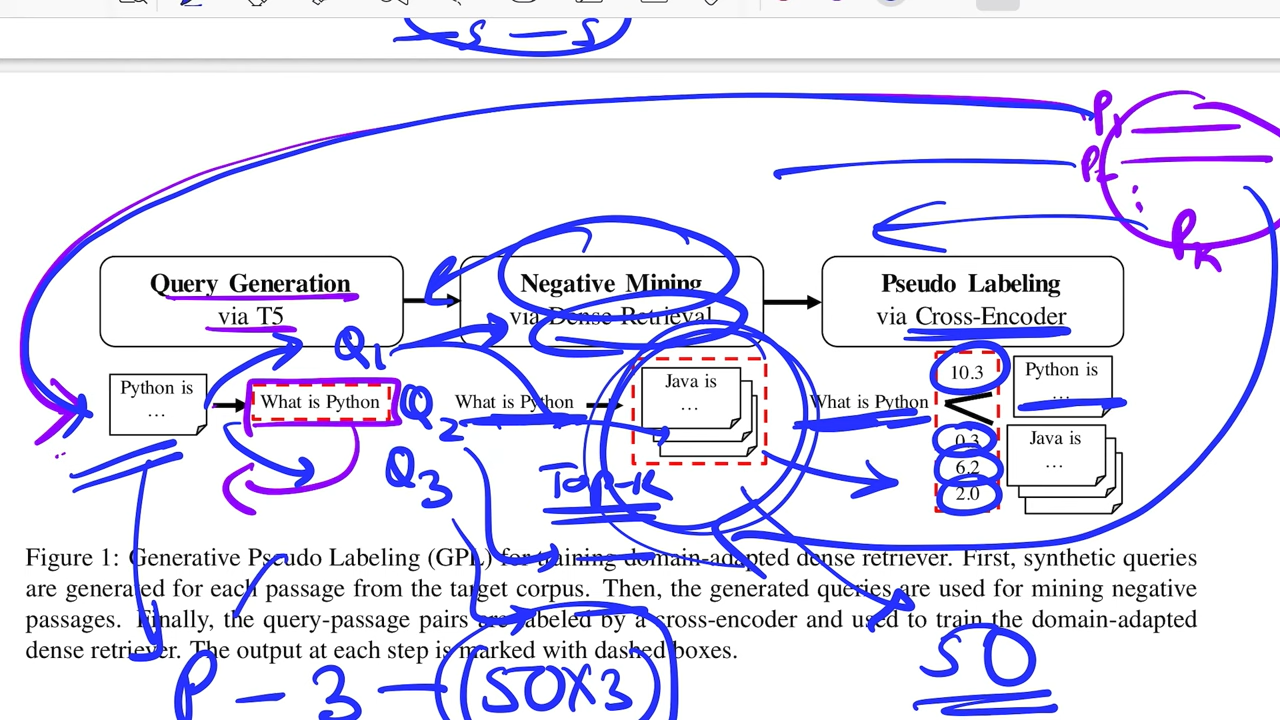 s — s
P1
P2
PK
Query Generation
via T5
Negative Mining
via Dense Retrieval
Pseudo Labeling
via Cross-Encoder
Q1
Python is
...
What is Python
Q2
What is Python
Java is
...
What is Python
10.3
Python is
...
0.3
6.2
2.0
Java is
...
Q3
Top-K
Figure 1: Generative Pseudo Labeling (GPL) for training domain-adapted dense retriever. First, synthetic queries
are generated for each passage from the target corpus. Then, the generated queries are used for mining negative
passages. Finally, the query-passage pairs are labeled by a cross-encoder and used to train the domain-adapted
dense retriever. The output at each step is marked with dashed boxes.
P - 3 - 50X3
50